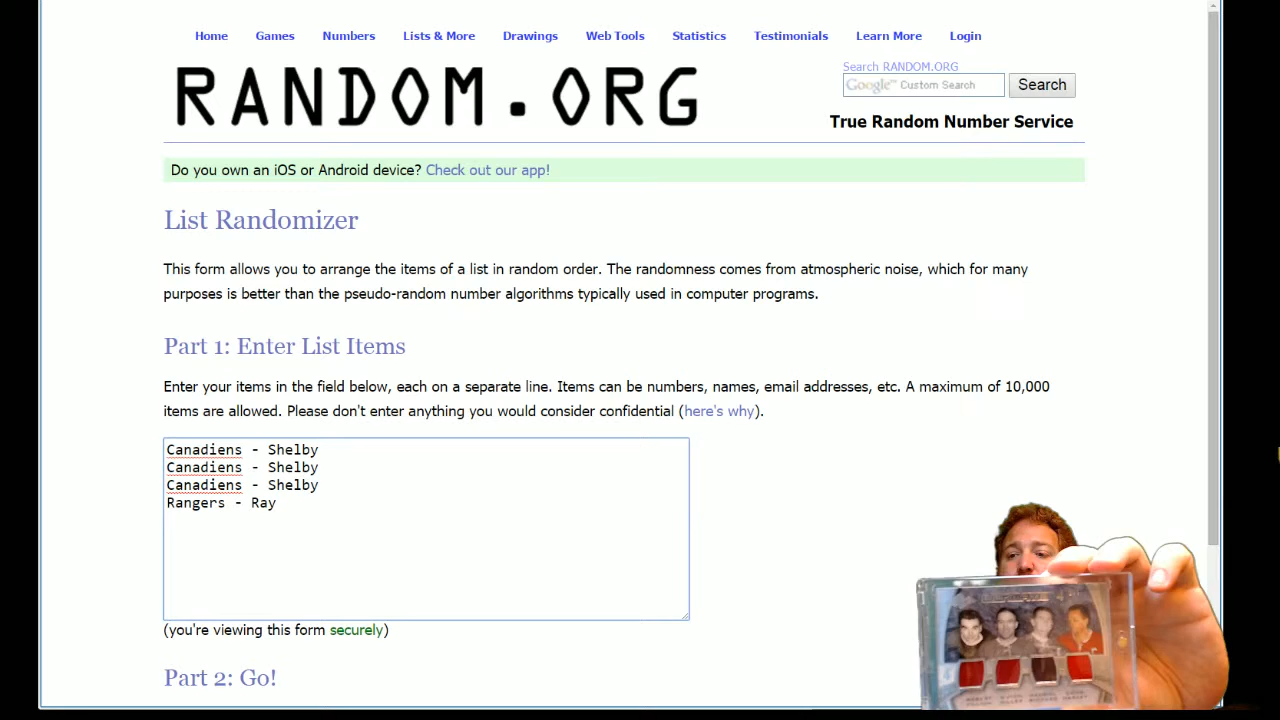 Home Games Numbers Lists & More Drawings Web Tools Statistics Testimonials Learn More Login
RANDOM.ORG
Search RANDOM.ORG
Google™ Custom Search Search
True Random Number Service
Do you own an iOS or Android device? Check out our app!
List Randomizer
This form allows you to arrange the items of a list in random order. The randomness comes from atmospheric noise, which for many
purposes is better than the pseudo-random number algorithms typically used in computer programs.
Part 1: Enter List Items
Enter your items in the field below, each on a separate line. Items can be numbers, names, email addresses, etc. A maximum of 10,000
items are allowed. Please don't enter anything you would consider confidential (here's why).
Canadiens - Shelby
Canadiens - Shelby
Canadiens - Shelby
Rangers - Ray
(you're viewing this form securely)
Part 2: Go!